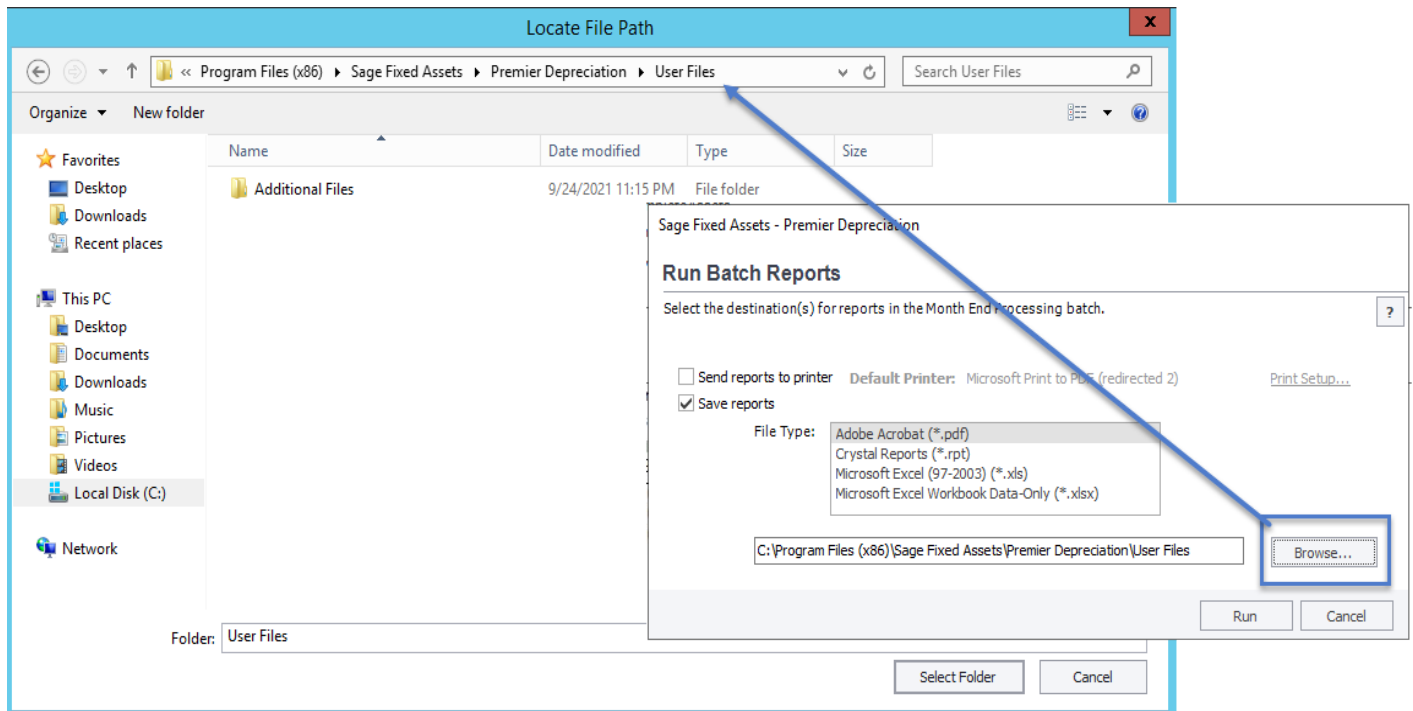 Locate File Path
x
« Program Files (x86) Sage Fixed Assets Premier Depreciation User Files
Search User Files
Organize New folder
?
Favorites
Desktop
Downloads
Recent places
This PC
Desktop
Documents
Downloads
Music
Pictures
Videos
Local Disk (C:)
Network
Name Date modified Type Size
Additional Files 9/24/2021 11:15 PM File folder
Folder: User Files
Select Folder Cancel
Sage Fixed Assets - Premier Depreciation
Run Batch Reports
Select the destination(s) for reports in the Month End Processing batch.
?
Send reports to printer Default Printer: Microsoft Print to PDF (redirected 2) Print Setup...
Save reports
File Type:
Adobe Acrobat (*.pdf)
Crystal Reports (*.rpt)
Microsoft Excel (97-2003) (*.xls)
Microsoft Excel Workbook Data-Only (*.xlsx)
C:\Program Files (x86)\Sage Fixed Assets\Premier Depreciation\User Files Browse...
Run Cancel